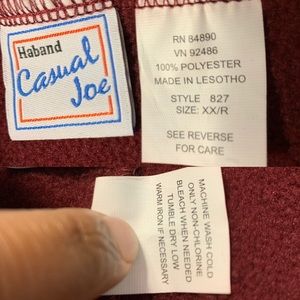 Haband
Casual
Joe
RN 84890
VN 92486
100% POLYESTER
MADE IN LESOTHO
STYLE 827
SIZE: XX/R
SEE REVERSE
FOR CARE
MACHINE WASH COLD
ONLY NON-CHLORINE
BLEACH WHEN NEEDED
TUMBLE DRY LOW
WARM IRON IF NECESSARY